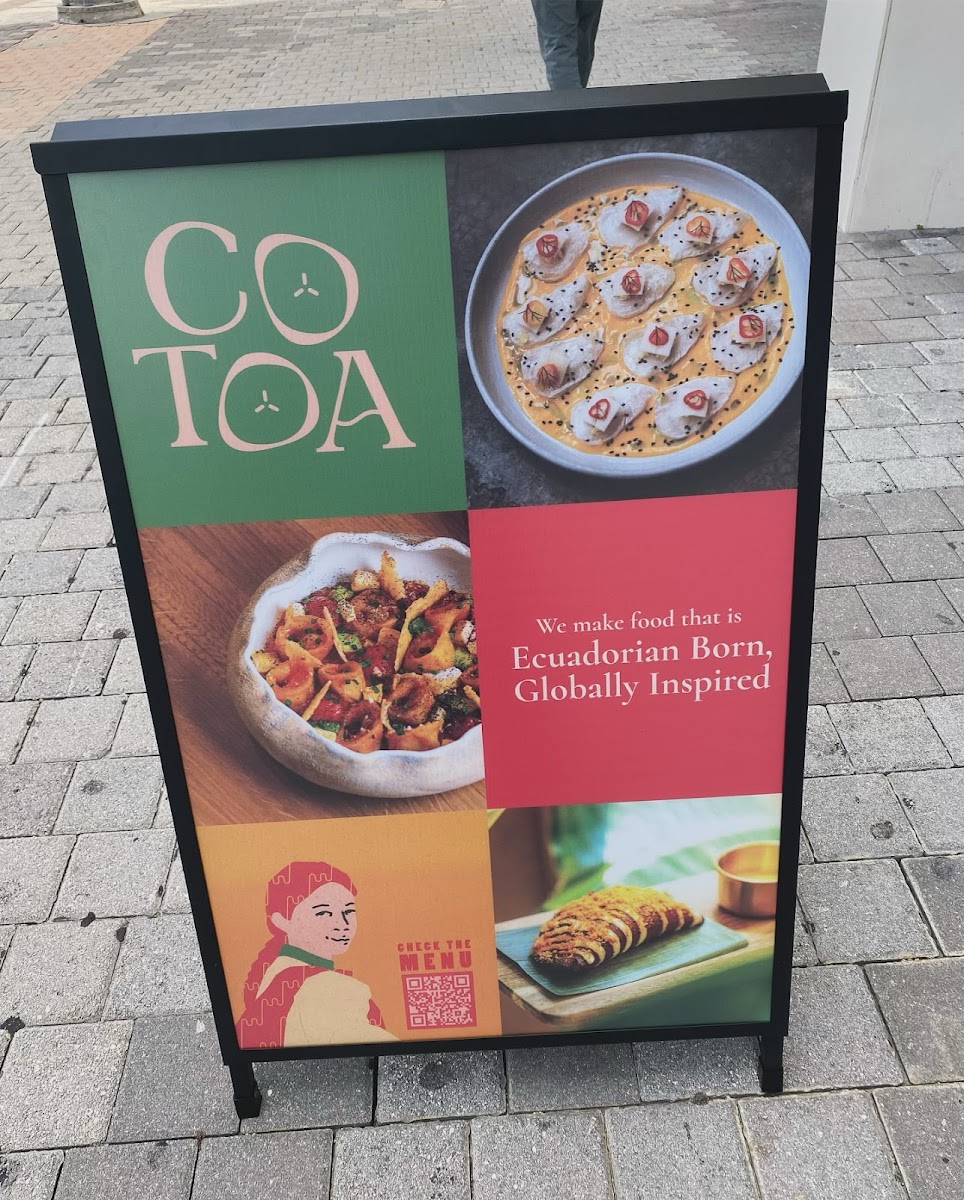 CO
TOA
We make food that is
Ecuadorian Born,
Globally Inspired
CHECK THE
MENU